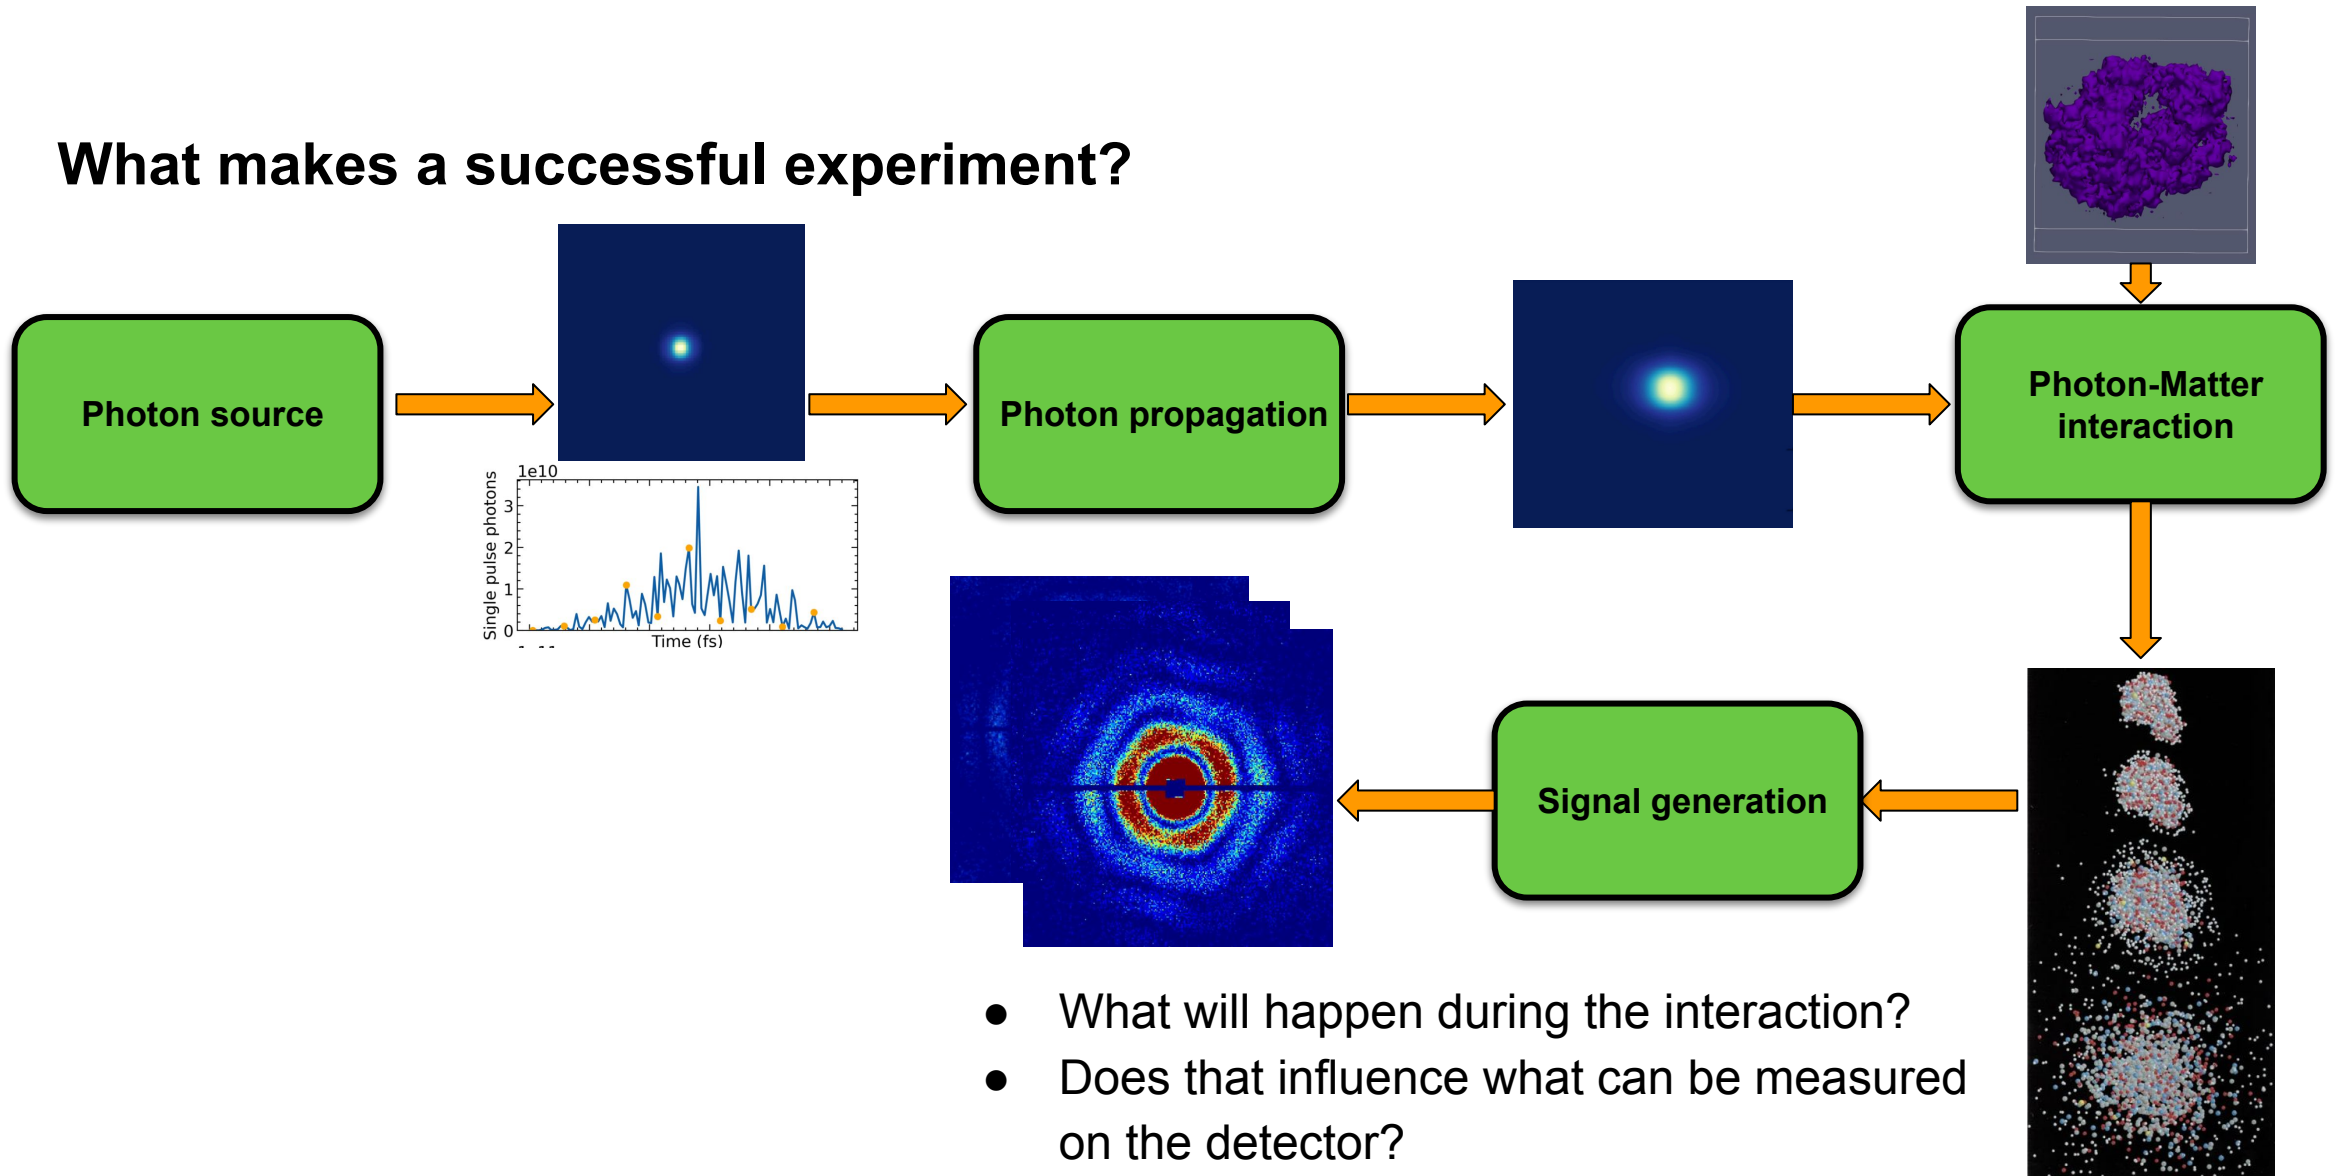 What makes a successful experiment?
Photon source
Photon propagation
Photon-Matter
interaction
1e10
Single pulse photons
3
2
1
0
Time (fs)
Signal generation
● What will happen during the interaction?
● Does that influence what can be measured
on the detector?